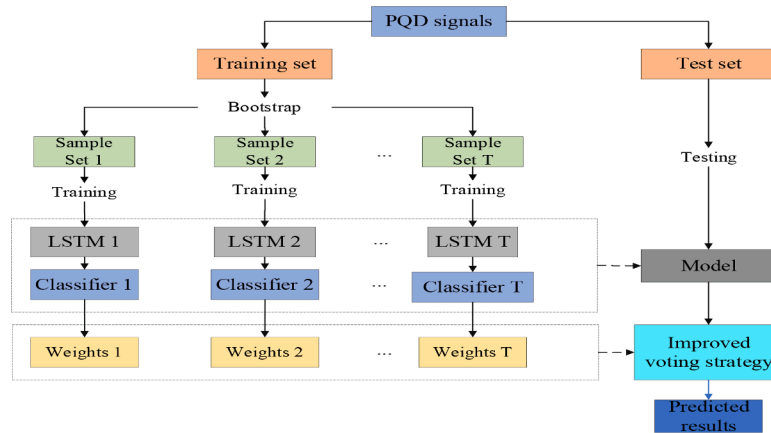 PQD signals
Training set
Test set
Bootstrap
Sample
Set 1
Sample
Set 2
...
Sample
Set T
Training
Training
Training
Testing
LSTM 1
LSTM 2
...
LSTM T
Model
Classifier 1
Classifier 2
...
Classifier T
Weights 1
Weights 2
...
Weights T
Improved
voting strategy
Predicted
results